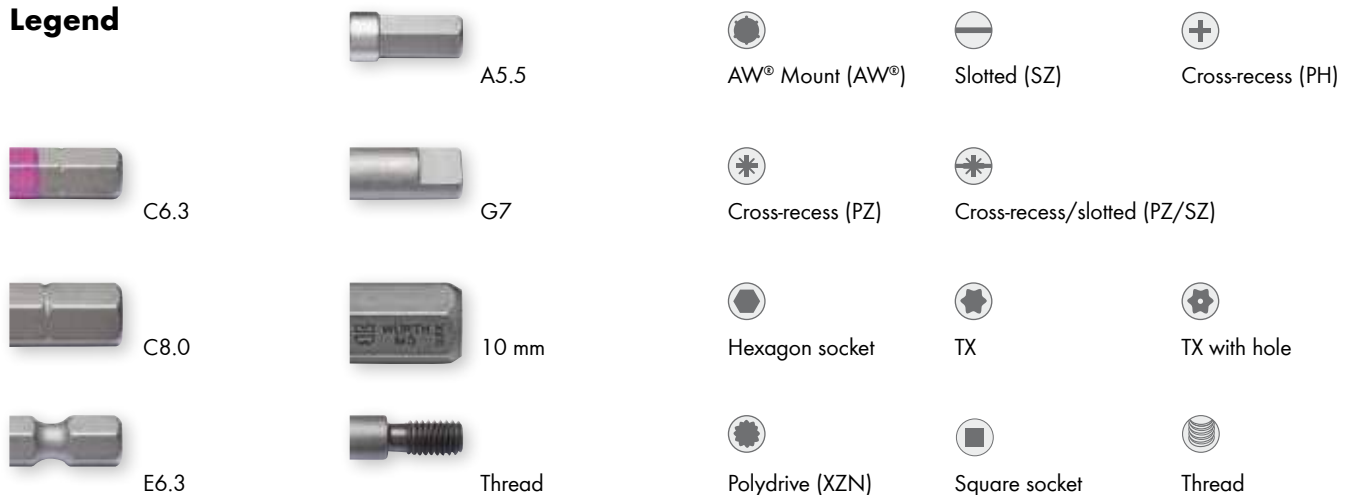 Legend
A5.5
AW® Mount (AW®)
Slotted (SZ)
Cross-recess (PH)
C6.3
G7
Cross-recess (PZ)
Cross-recess/slotted (PZ/SZ)
C8.0
WÜRTH
10 mm
Hexagon socket
TX
TX with hole
E6.3
Thread
Polydrive (XZN)
Square socket
Thread